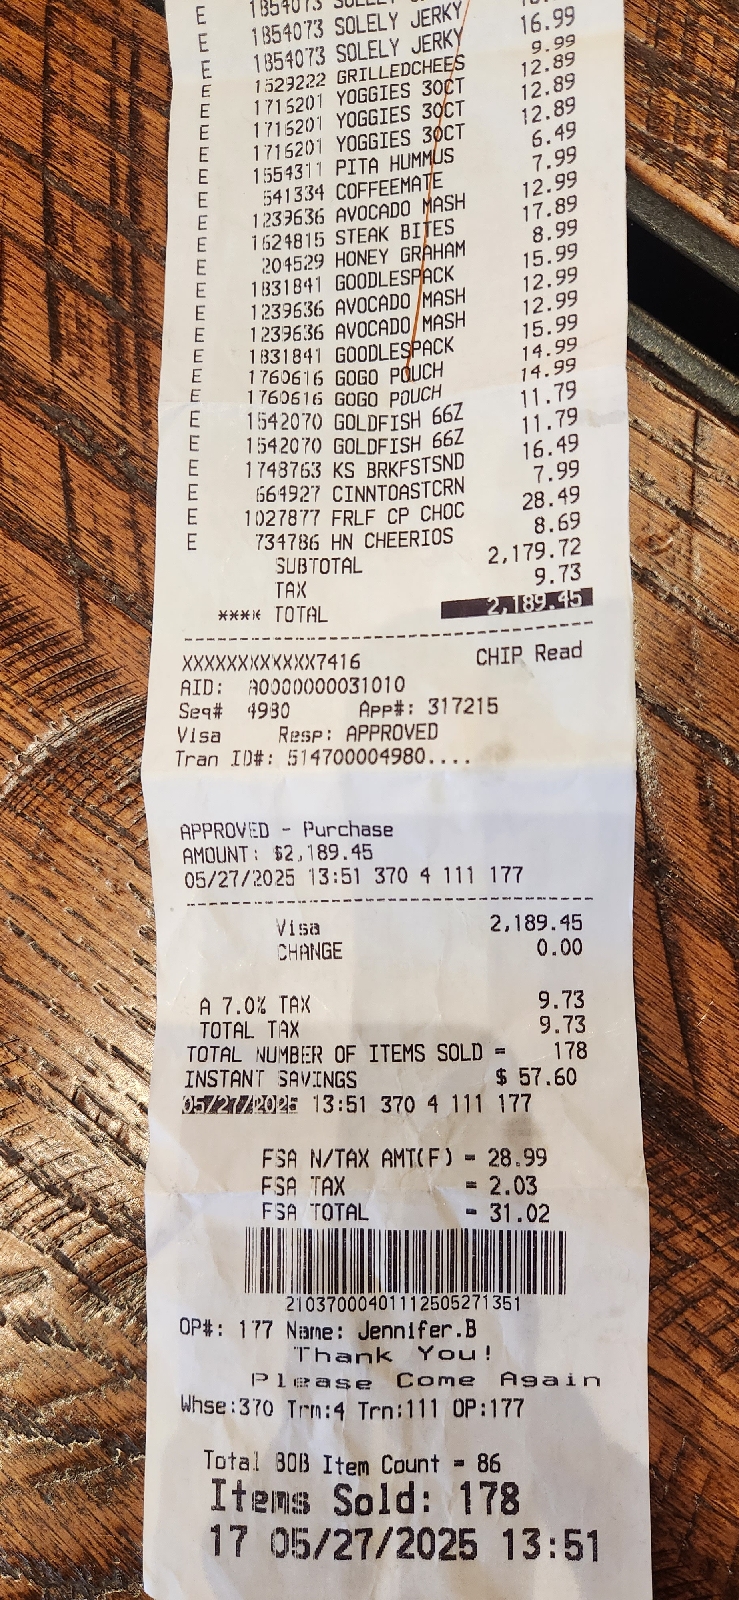 E 1854073 SOLELY JERKY
E 1854073 SOLELY JERKY 16.99
E 1854073 SOLELY JERKY 16.99
E 1529222 GRILLEDCHEES 9.99
E 1716201 YOGGIES 30CT 12.89
E 1716201 YOGGIES 30CT 12.89
E 1716201 YOGGIES 30CT 12.89
E 1554311 PITA HUMMUS 6.49
E 541334 COFFEEMATE 7.99
E 1239636 AVOCADO MASH 12.99
E 1624815 STEAK BITES 17.89
E 204529 HONEY GRAHAM 8.99
E 1831841 GOODLESPACK 15.99
E 1239636 AVOCADO MASH 12.99
E 1239636 AVOCADO MASH 12.99
E 1831841 GOODLESPACK 15.99
E 1760616 GOGO POUCH 14.99
E 1760616 GOGO POUCH 14.99
E 1542070 GOLDFISH 66Z 11.79
E 1542070 GOLDFISH 66Z 11.79
E 1748763 KS BRKFSTSND 16.49
E 664927 CINNTOASTCRN 7.99
E 1027877 FRLF CP CHOC 28.49
E 734786 HN CHEERIOS 8.69
SUBTOTAL 2,179.72
TAX 9.73
**** TOTAL 2,189.45
XXXXXXXXXXXX7416 CHIP Read
AID: A0000000031010
Seq# 4980 App#: 317215
Visa Resp: APPROVED
Tran ID#: 514700004980....
APPROVED - Purchase
AMOUNT: $2,189.45
05/27/2025 13:51 370 4 111 177
Visa 2,189.45
CHANGE 0.00
A 7.0% TAX 9.73
TOTAL TAX 9.73
TOTAL NUMBER OF ITEMS SOLD = 178
INSTANT SAVINGS $ 57.60
05/27/2025 13:51 370 4 111 177
FSA N/TAX AMT(F) = 28.99
FSA TAX = 2.03
FSA TOTAL = 31.02
21037000401112505271351
OP#: 177 Name: Jennifer.B
Thank You!
Please Come Again
Whse:370 Trm:4 Trn:111 OP:177
Total BOB Item Count = 86
Items Sold: 178
17 05/27/2025 13:51